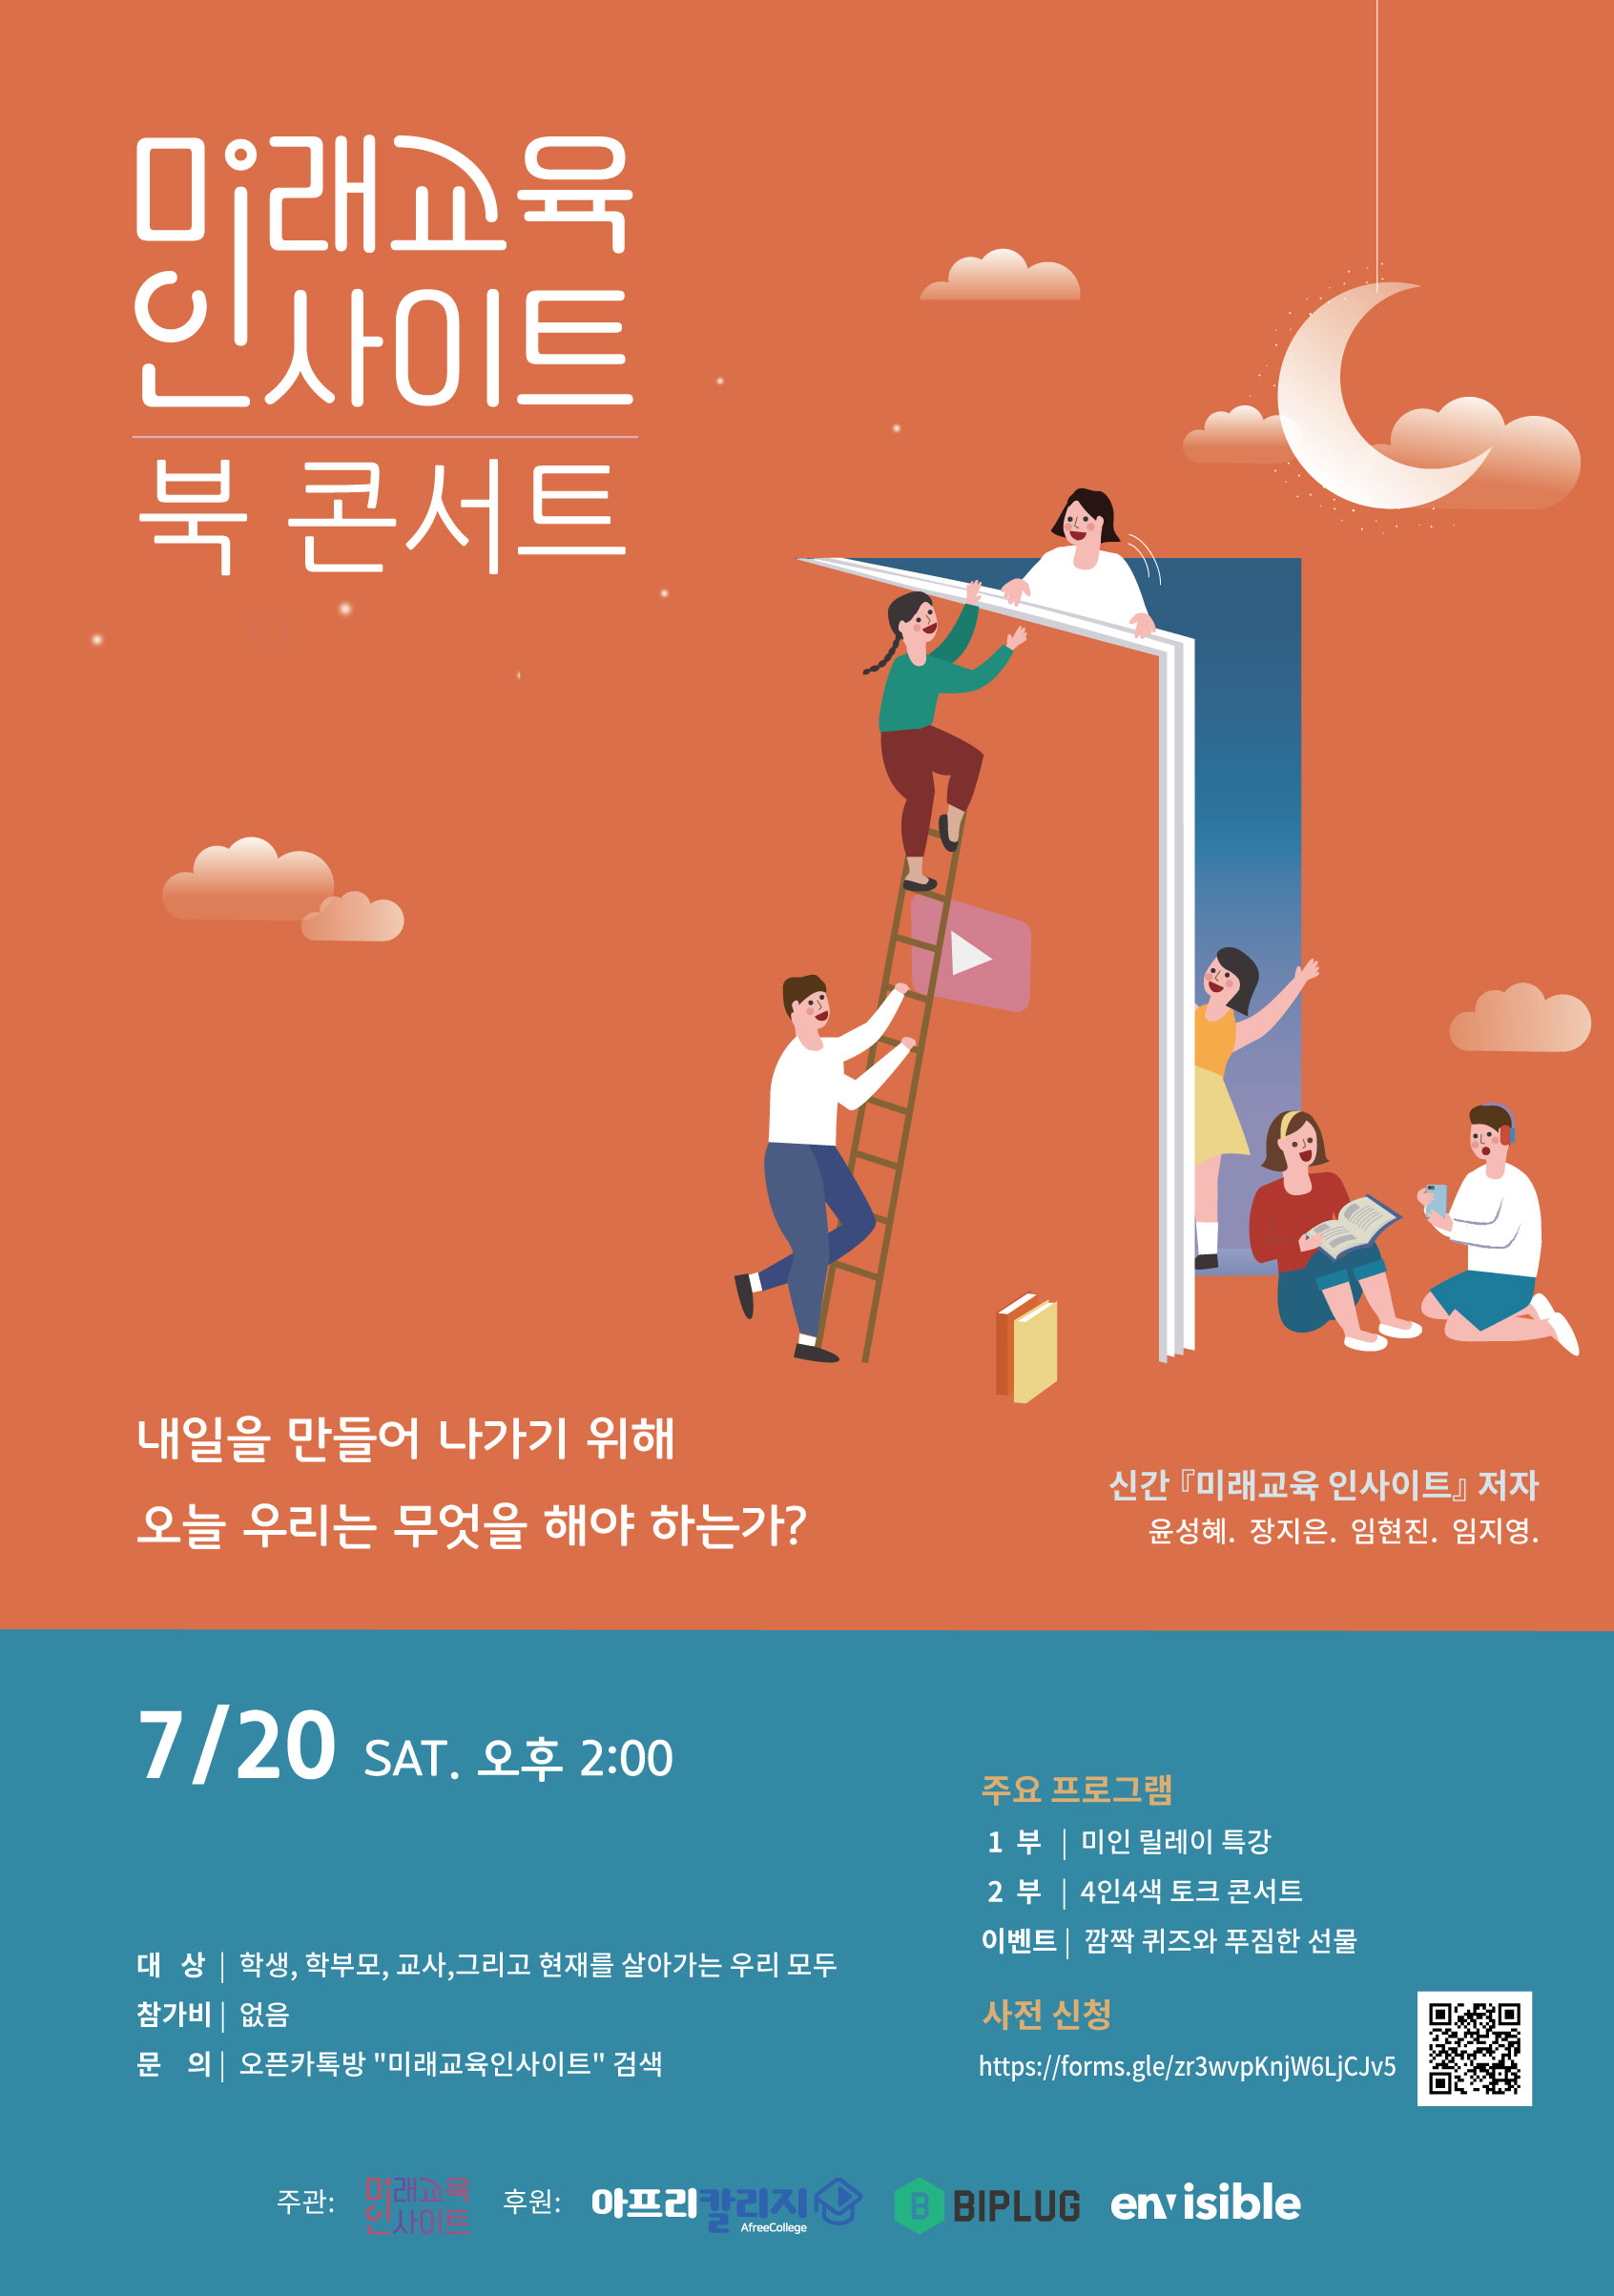 미래교육
인사이트
북 콘서트
내일을 만들어 나가기 위해
오늘 우리는 무엇을 해야 하는가?
신간『미래교육 인사이트』저자
윤성혜. 장지은. 임현진. 임지영.
7/20 SAT. 오후 2:00
대 상 | 학생, 학부모, 교사,그리고 현재를 살아가는 우리 모두
참가비 | 없음
문 의 | 오픈카톡방 "미래교육인사이트" 검색
주요 프로그램
1 부 | 미인 릴레이 특강
2 부 | 4인4색 토크 콘서트
이벤트 | 깜짝 퀴즈와 푸짐한 선물
사전 신청
https://forms.gle/zr3wvpKnjW6LjCJv5
주관: 미래교육
인사이트
후원: 아프리칼리지
AfreeCollege
B BIPLUG
envisible